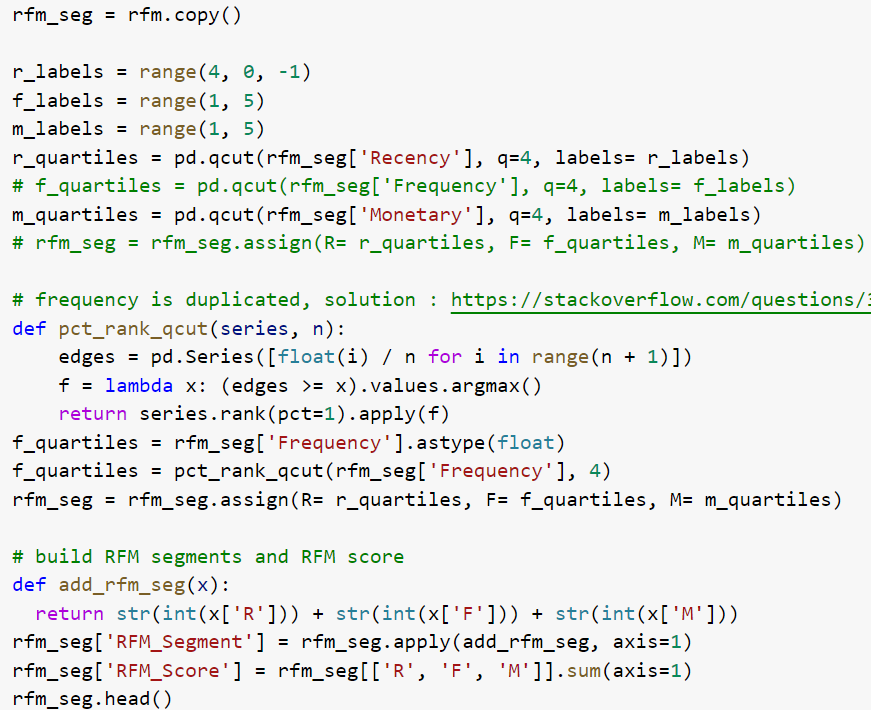 rfm_seg = rfm.copy()

r_labels = range(4, 0, -1)
f_labels = range(1, 5)
m_labels = range(1, 5)
r_quartiles = pd.qcut(rfm_seg['Recency'], q=4, labels= r_labels)
# f_quartiles = pd.qcut(rfm_seg['Frequency'], q=4, labels= f_labels)
m_quartiles = pd.qcut(rfm_seg['Monetary'], q=4, labels= m_labels)
# rfm_seg = rfm_seg.assign(R= r_quartiles, F= f_quartiles, M= m_quartiles)

# frequency is duplicated, solution : https://stackoverflow.com/questions/3
def pct_rank_qcut(series, n):
    edges = pd.Series([float(i) / n for i in range(n + 1)])
    f = lambda x: (edges >= x).values.argmax()
    return series.rank(pct=1).apply(f)
f_quartiles = rfm_seg['Frequency'].astype(float)
f_quartiles = pct_rank_qcut(rfm_seg['Frequency'], 4)
rfm_seg = rfm_seg.assign(R= r_quartiles, F= f_quartiles, M= m_quartiles)

# build RFM segments and RFM score
def add_rfm_seg(x):
  return str(int(x['R'])) + str(int(x['F'])) + str(int(x['M']))
rfm_seg['RFM_Segment'] = rfm_seg.apply(add_rfm_seg, axis=1)
rfm_seg['RFM_Score'] = rfm_seg[['R', 'F', 'M']].sum(axis=1)
rfm_seg.head()